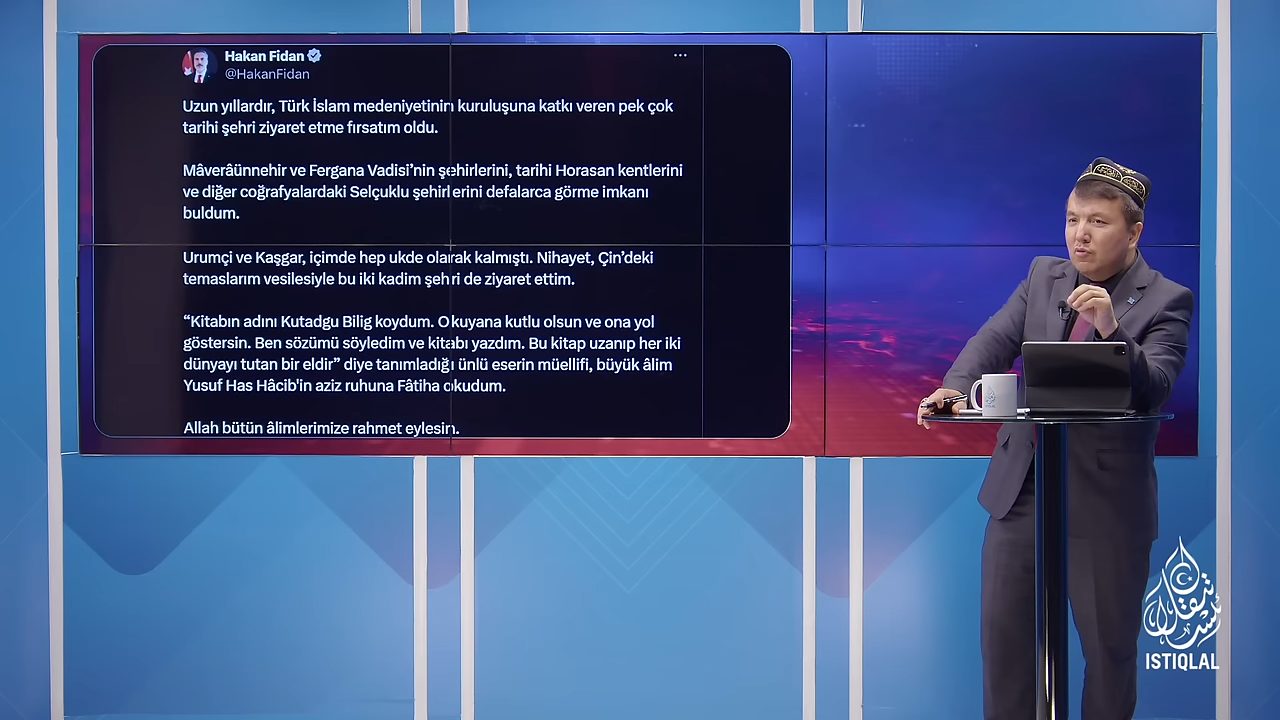 Hakan Fidan
@HakanFidan
Uzun yıllardır, Türk İslam medeniyetinin kuruluşuna katkı veren pek çok
tarihi şehri ziyaret etme fırsatım oldu.
Mâverâünnehir ve Fergana Vadisi’nin şehirlerini, tarihi Horasan kentlerini
ve diğer coğrafyalardaki Selçuklu şehirlerini defalarca görme imkanı
buldum.
Urumçi ve Kaşgar, içimde hep ukde olarak kalmıştı. Nihayet, Çin’deki
temaslarım vesilesiyle bu iki kadim şehri de ziyaret ettim.
“Kitabın adını Kutadgu Bilig koydum. Okuyana kutlu olsun ve ona yol
göstersin. Ben sözümü söyledim ve kitabı yazdım. Bu kitap uzanıp her iki
dünyayı tutan bir eldir” diye tanımladığı ünlü eserin müellifi, büyük âlim
Yusuf Has Hâcib'in aziz ruhuna Fâtiha okudum.
Allah bütün âlimlerimize rahmet eylesin.
ئىستىقلال
ISTIQLAL